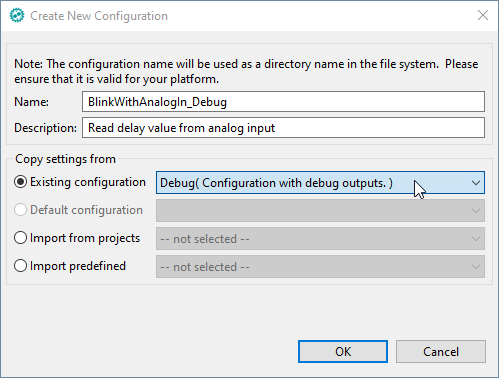 Create New Configuration
Note: The configuration name will be used as a directory name in the file system.  Please
ensure that it is valid for your platform.
Name: BlinkWithAnalogIn_Debug
Description: Read delay value from analog input
Copy settings from
Existing configuration Debug( Configuration with debug outputs. )
Default configuration
Import from projects -- not selected --
Import predefined -- not selected --
OK Cancel